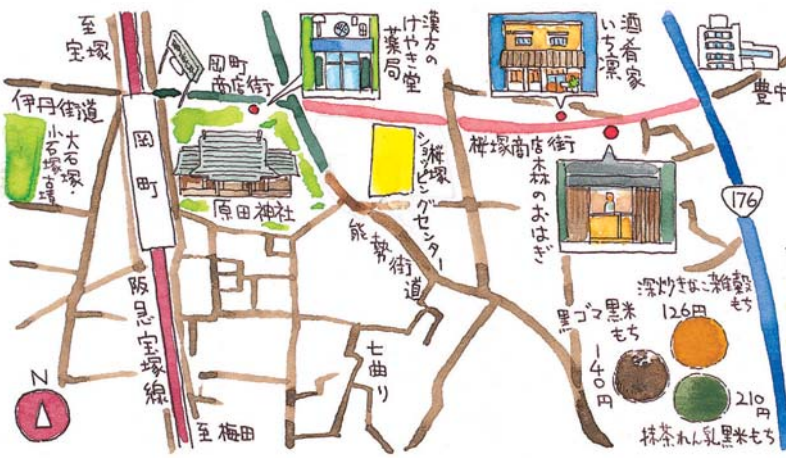 至
宝塚
岡町
商店街
漢方の
けやき堂
薬局
酒肴家
いち凛
豊中
伊丹街道
大石塚・
小石塚古墳
岡町
原田神社
桜塚
ショッピングセンター
桜塚商店街
森のおはぎ
176
能勢街道
阪急宝塚線
七曲り
至梅田
N
深炒きなこ雑穀
もち
126円
黒ゴマ黒米
もち
140円
210
円
抹茶れん乳黒米もち